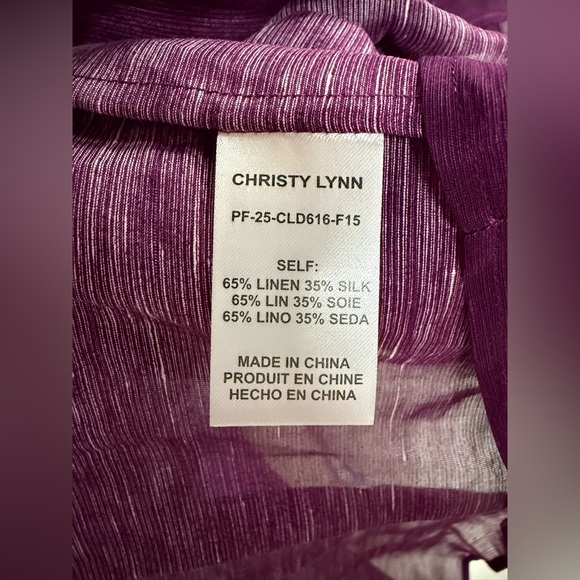 CHRISTY LYNN
PF-25-CLD616-F15
SELF:
65% LINEN 35% SILK
65% LIN 35% SOIE
65% LINO 35% SEDA
MADE IN CHINA
PRODUIT EN CHINE
HECHO EN CHINA